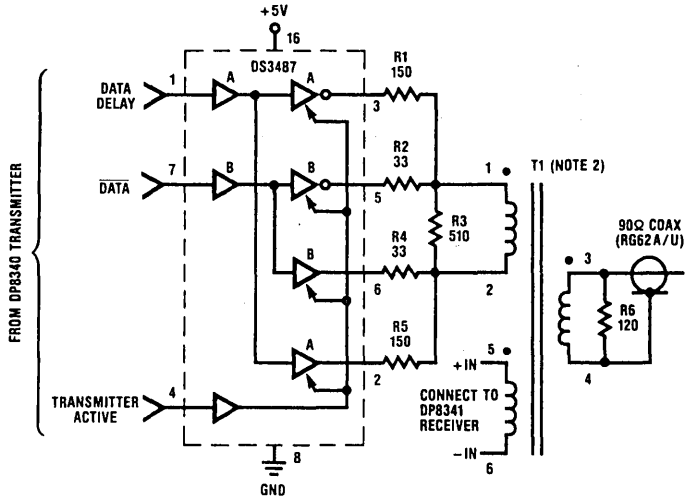 +5V
16
DS3487
DATA
DELAY
1
A
A
3
R1
150
DATA
7
B
B
5
R2
33
B
6
R4
33
R3
510
A
2
R5
150
TRANSMITTER
ACTIVE
4
8
GND
FROM DP8340 TRANSMITTER
1
2
T1 (NOTE 2)
+IN
5
CONNECT TO
DP8341
RECEIVER
-IN
6
90Ω COAX
(RG62A/U)
3
R6
120
4